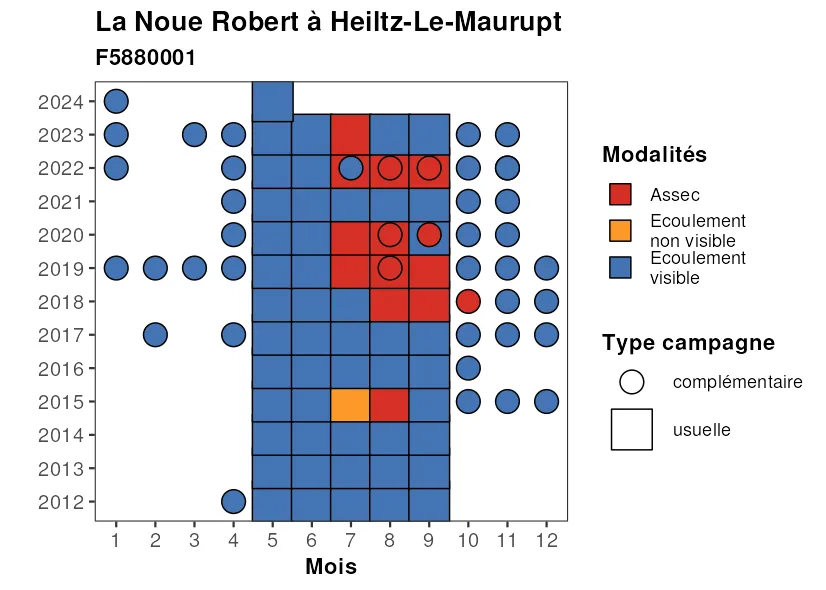 La Noue Robert à Heiltz-Le-Maurupt
F5880001
2024
2023
2022
2021
2020
2019
2018
2017
2016
2015
2014
2013
2012
1 2 3 4 5 6 7 8 9 10 11 12
Mois
Modalités
Assec
Ecoulement
non visible
Ecoulement
visible
Type campagne
complémentaire
usuelle